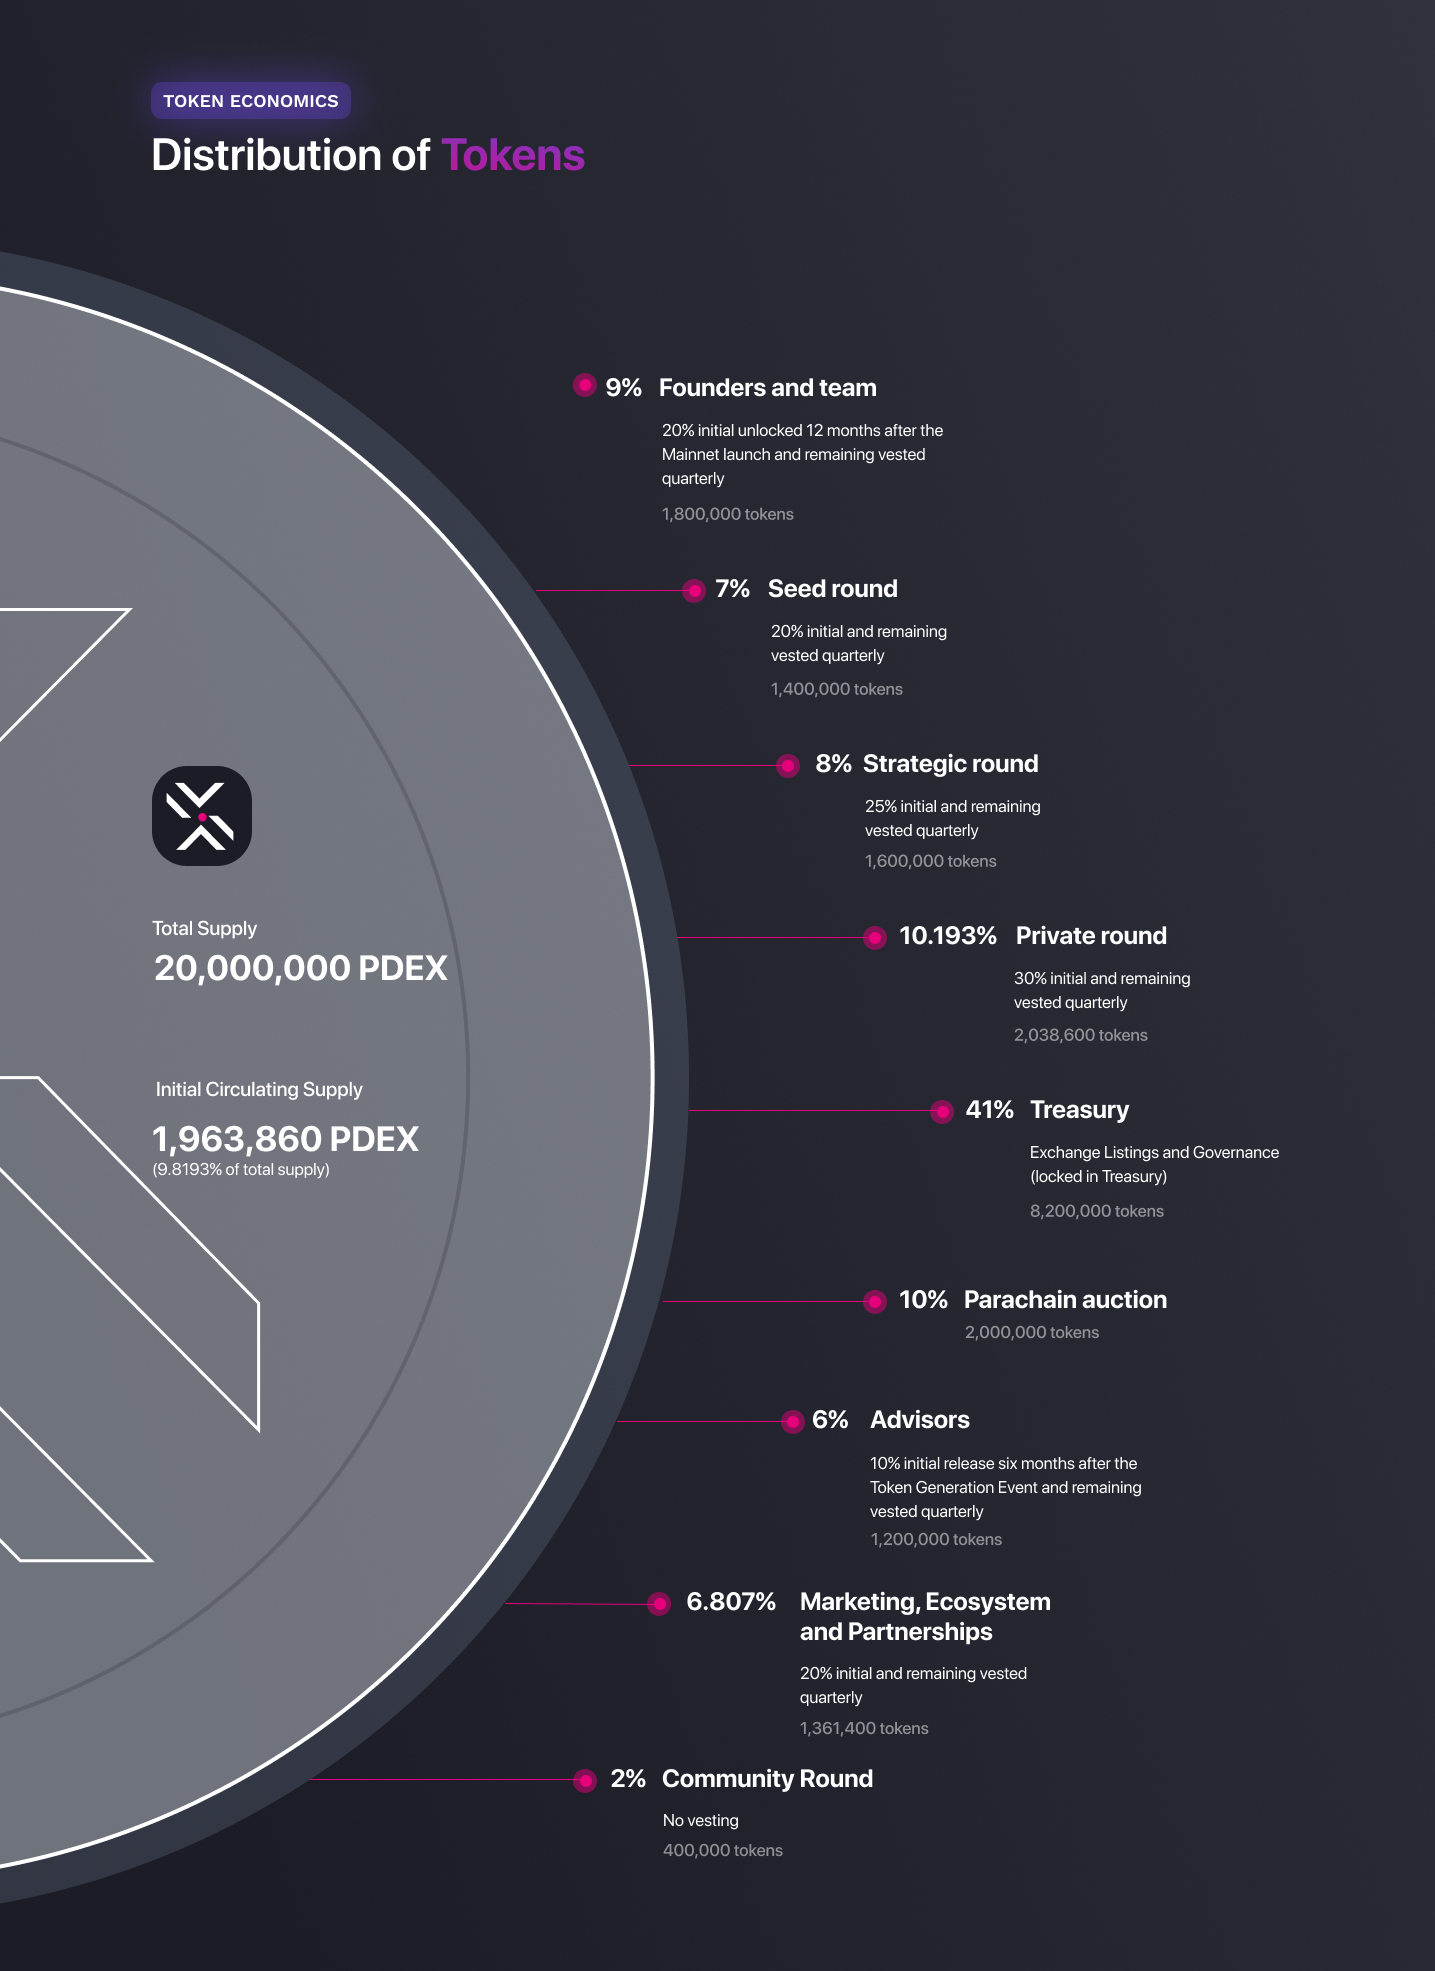 TOKEN ECONOMICS
Distribution of Tokens
9% Founders and team
20% initial unlocked 12 months after the
Mainnet launch and remaining vested
quarterly
1,800,000 tokens
7% Seed round
20% initial and remaining
vested quarterly
1,400,000 tokens
8% Strategic round
25% initial and remaining
vested quarterly
1,600,000 tokens
Total Supply
20,000,000 PDEX
10.193% Private round
30% initial and remaining
vested quarterly
2,038,600 tokens
Initial Circulating Supply
1,963,860 PDEX
(9.8193% of total supply)
41% Treasury
Exchange Listings and Governance
(locked in Treasury)
8,200,000 tokens
10% Parachain auction
2,000,000 tokens
6% Advisors
10% initial release six months after the
Token Generation Event and remaining
vested quarterly
1,200,000 tokens
6.807% Marketing, Ecosystem
and Partnerships
20% initial and remaining vested
quarterly
1,361,400 tokens
2% Community Round
No vesting
400,000 tokens